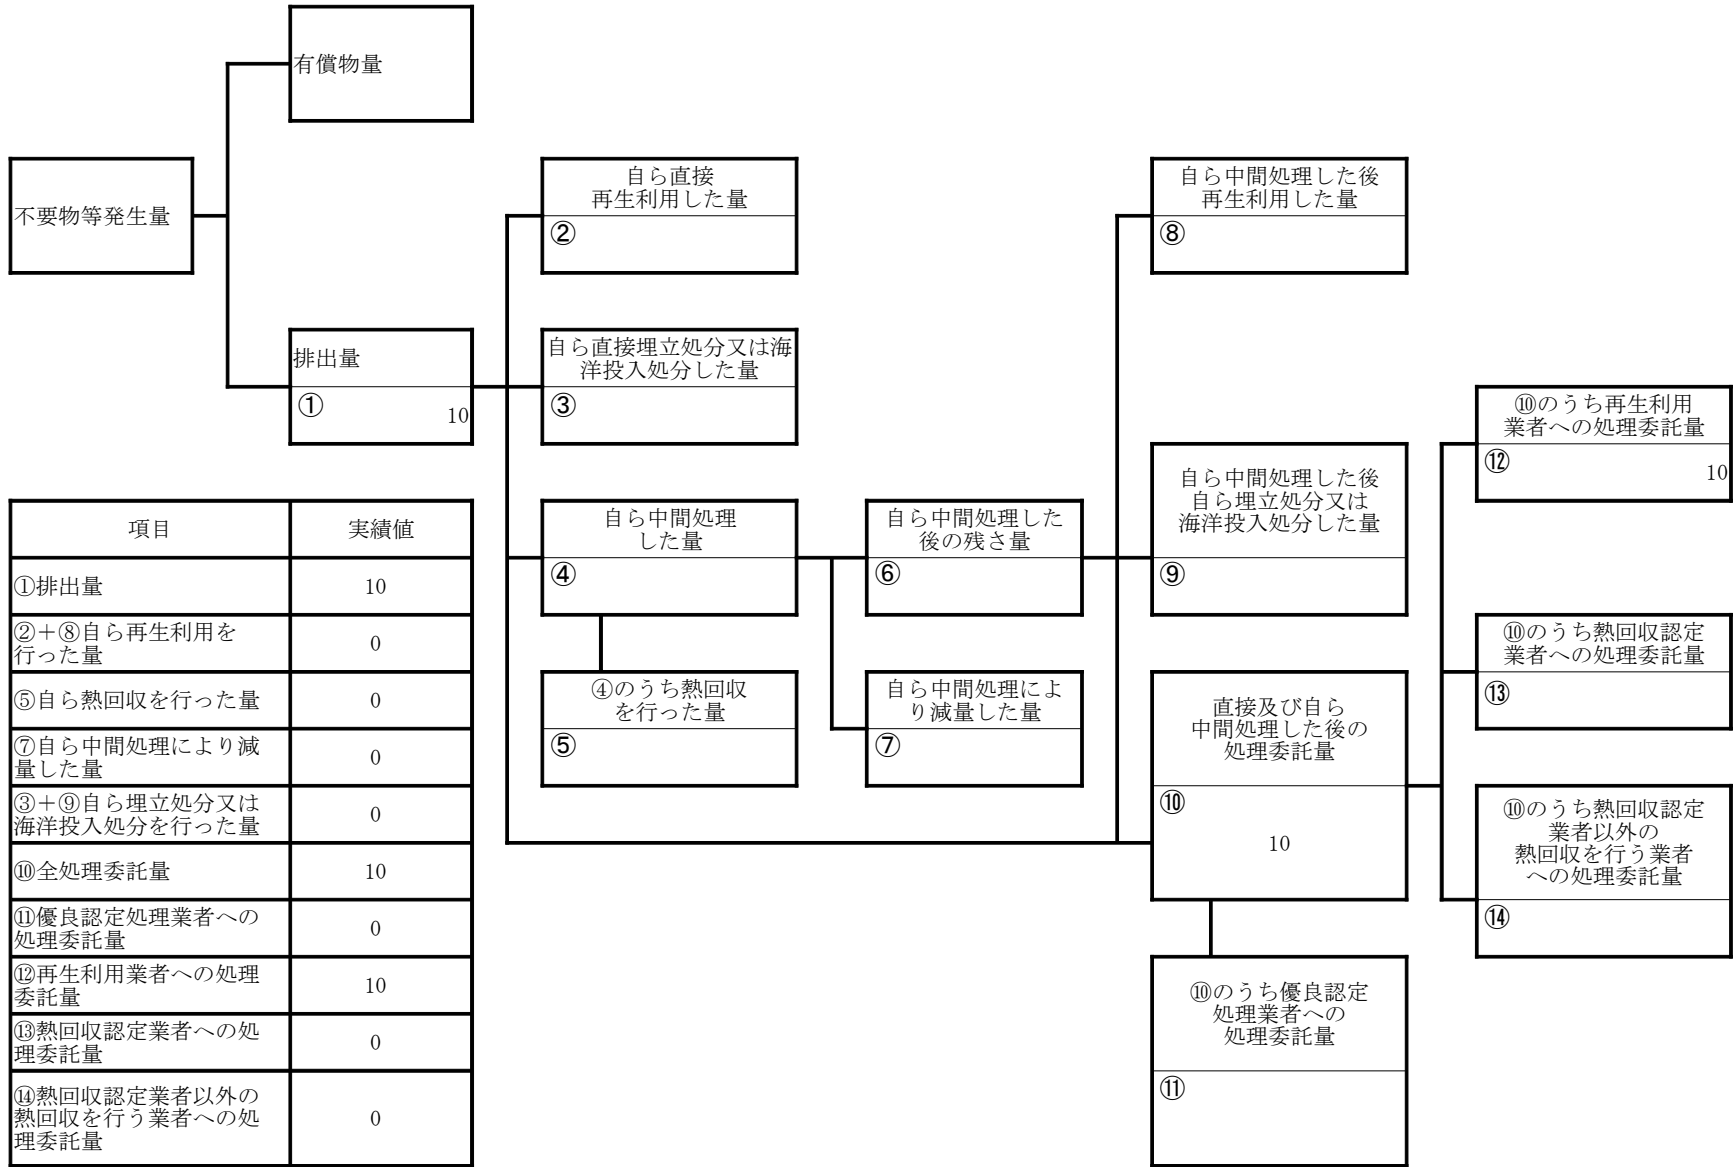 有償物量
不要物等発生量
排出量
①
10
自ら直接
再生利用した量
②
自ら直接埋立処分又は海
洋投入処分した量
③
自ら中間処理
した量
④
④のうち熱回収
を行った量
⑤
自ら中間処理した
後の残さ量
⑥
自ら中間処理によ
り減量した量
⑦
自ら中間処理した後
再生利用した量
⑧
自ら中間処理した後
自ら埋立処分又は
海洋投入処分した量
⑨
直接及び自ら
中間処理した後の
処理委託量
⑩
10
⑩のうち優良認定
処理業者への
処理委託量
⑪
⑩のうち再生利用
業者への処理委託量
⑫
10
⑩のうち熱回収認定
業者への処理委託量
⑬
⑩のうち熱回収認定
業者以外の
熱回収を行う業者
への処理委託量
⑭
項目 実績値
①排出量 10
②＋⑧自ら再生利用を
行った量 0
⑤自ら熱回収を行った量 0
⑦自ら中間処理により減
量した量 0
③＋⑨自ら埋立処分又は
海洋投入処分を行った量 0
⑩全処理委託量 10
⑪優良認定処理業者への
処理委託量 0
⑫再生利用業者への処理
委託量 10
⑬熱回収認定業者への処
理委託量 0
⑭熱回収認定業者以外の
熱回収を行う業者への処
理委託量 0